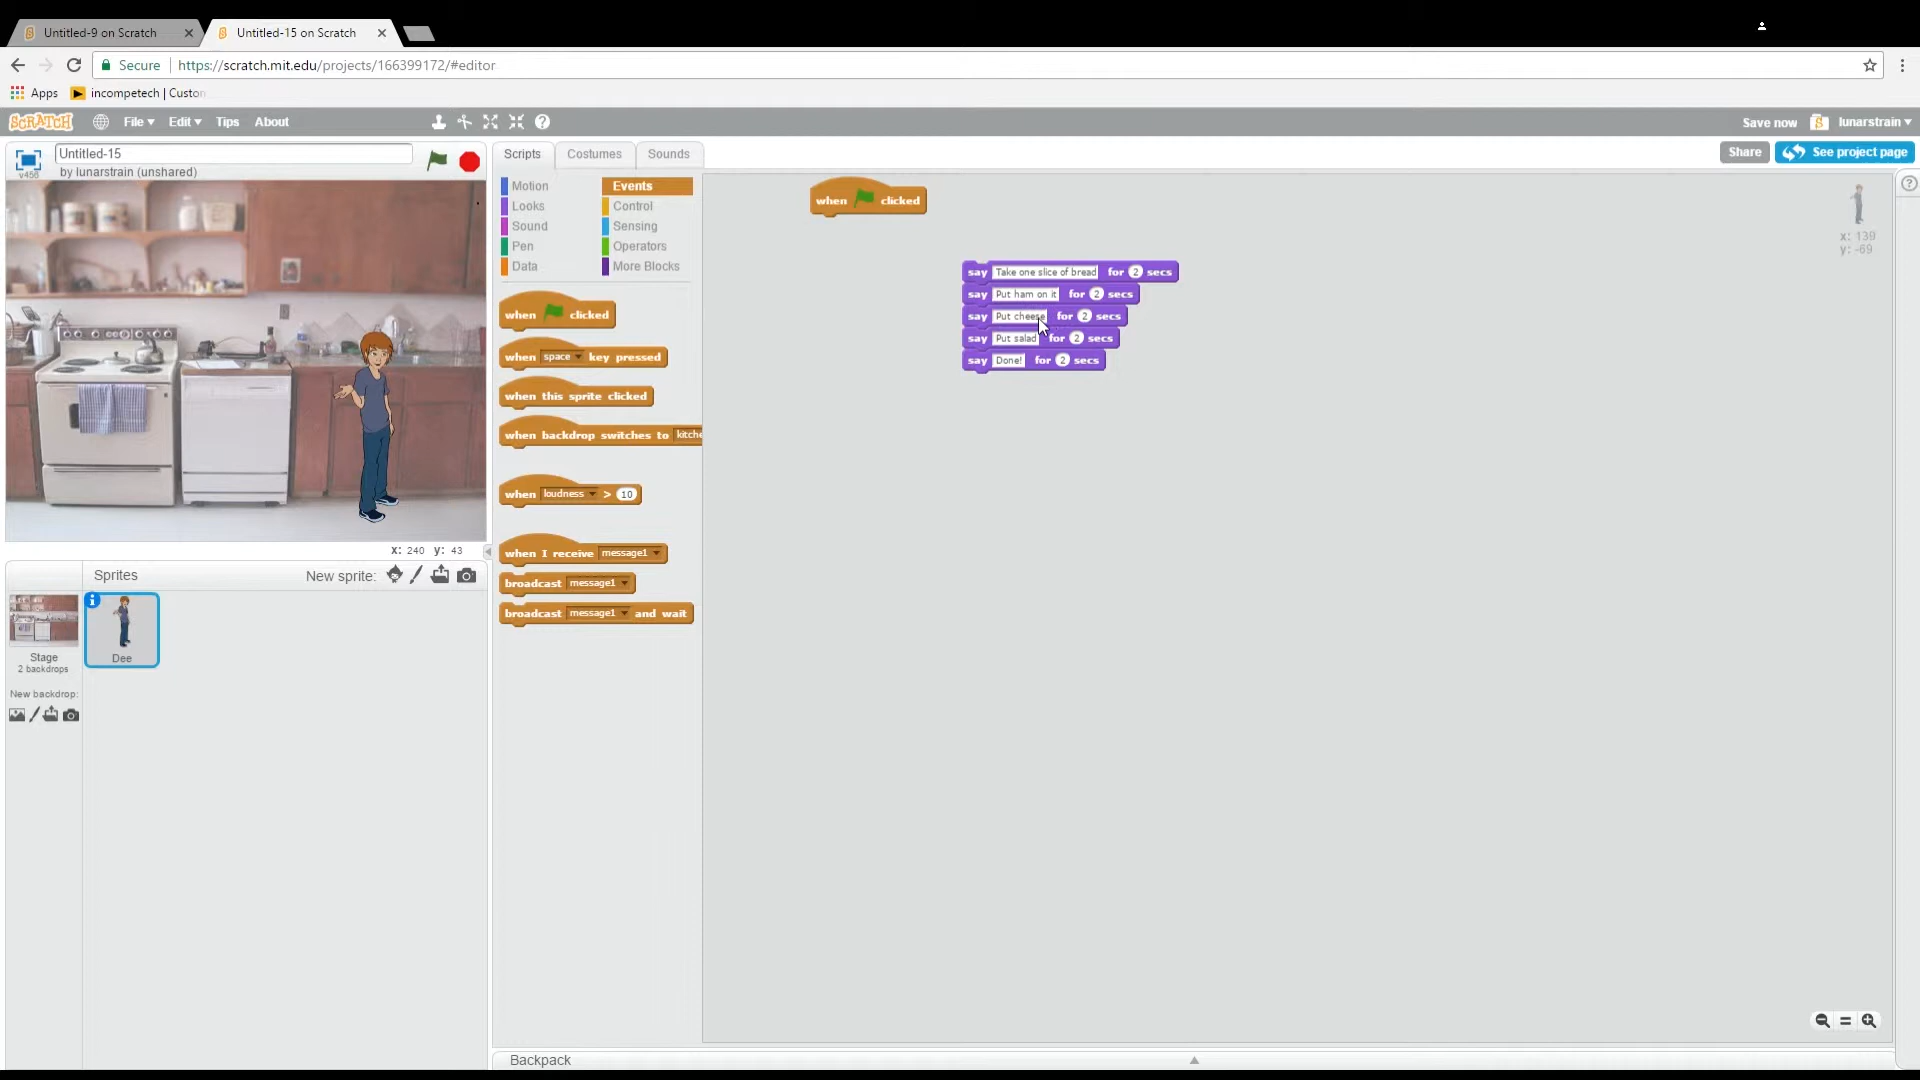 Untitled-9 on Scratch
Untitled-15 on Scratch
Secure https://scratch.mit.edu/projects/166399172/#editor
Apps incompetech | Custom
SCRATCH File Edit Tips About Save now lunarstrain
Untitled-15
by lunarstrain (unshared)
v456
Scripts Costumes Sounds
Share See project page
Motion Events
Looks Control
Sound Sensing
Pen Operators
Data More Blocks
when clicked
when space key pressed
when this sprite clicked
when backdrop switches to kitche
when loudness > 10
when I receive message1
broadcast message1
broadcast message1 and wait
when clicked
say Take one slice of bread for 2 secs
say Put ham on it for 2 secs
say Put cheese for 2 secs
say Put salad for 2 secs
say Done! for 2 secs
x: 139
y: -69
X: 240 y: 43
Sprites New sprite:
Stage
2 backdrops
New backdrop:
Dee
Backpack